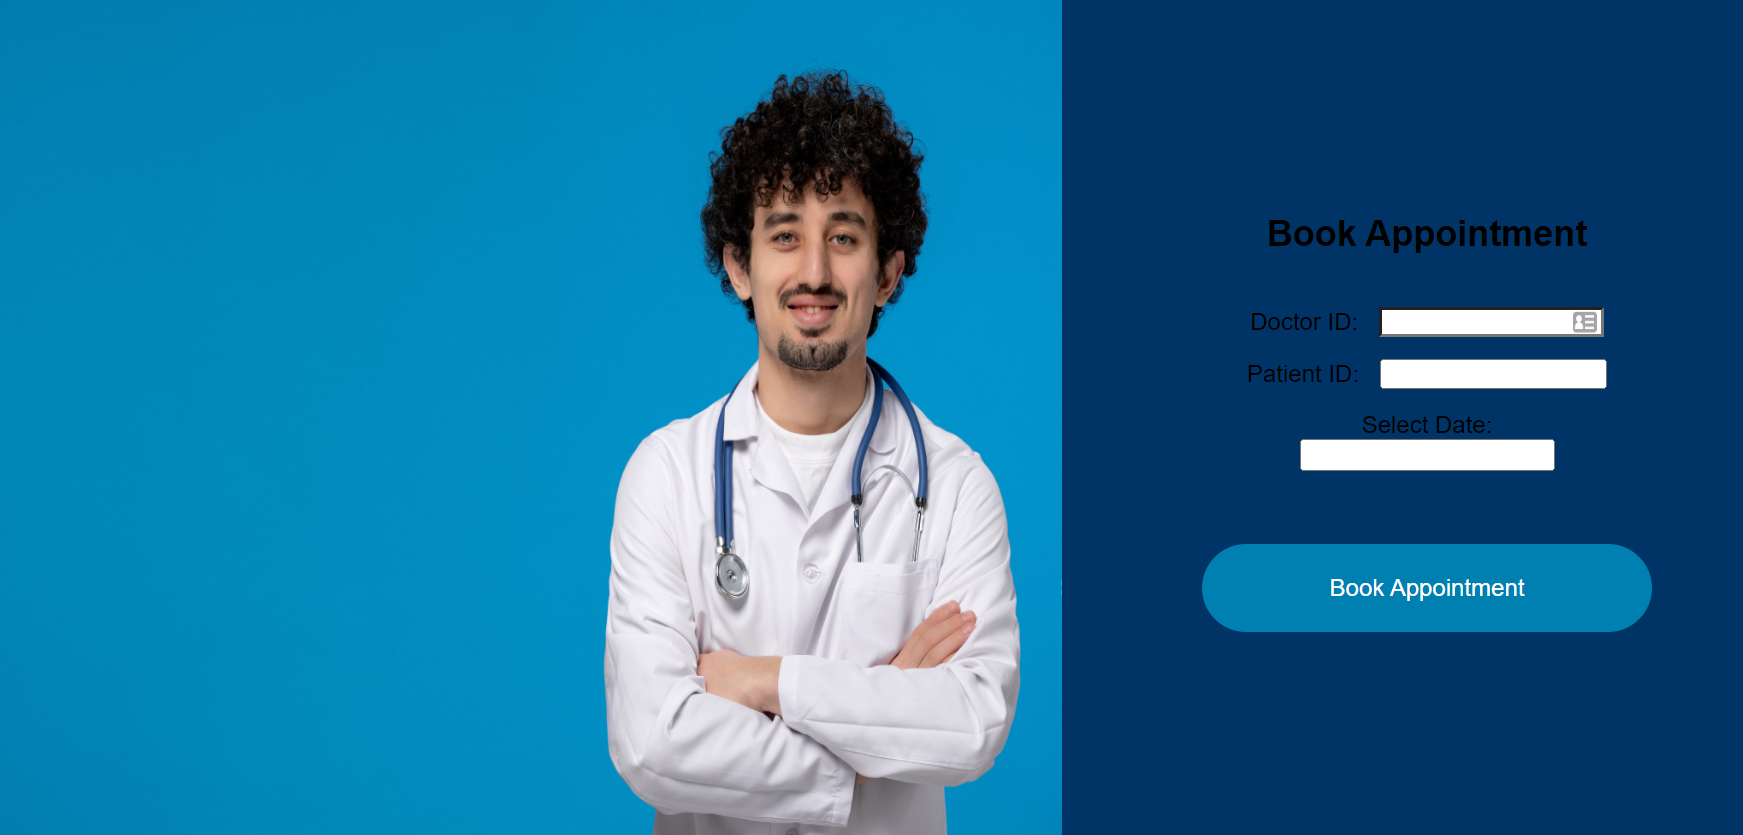 Book Appointment
Doctor ID:
Patient ID:
Select Date:
Book Appointment